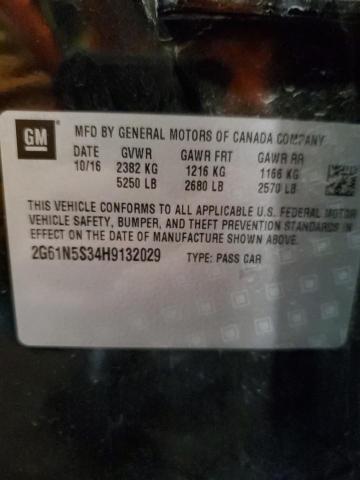 GM
MFD BY GENERAL MOTORS OF CANADA COMPANY
DATE GVWR GAWR FRT GAWR RR
10/16 2382 KG 1216 KG 1166 KG
5250 LB 2680 LB 2570 LB
THIS VEHICLE CONFORMS TO ALL APPLICABLE U.S. FEDERAL MOTOR
VEHICLE SAFETY, BUMPER, AND THEFT PREVENTION STANDARDS IN
EFFECT ON THE DATE OF MANUFACTURE SHOWN ABOVE.
2G61N5S34H9132029 TYPE: PASS CAR